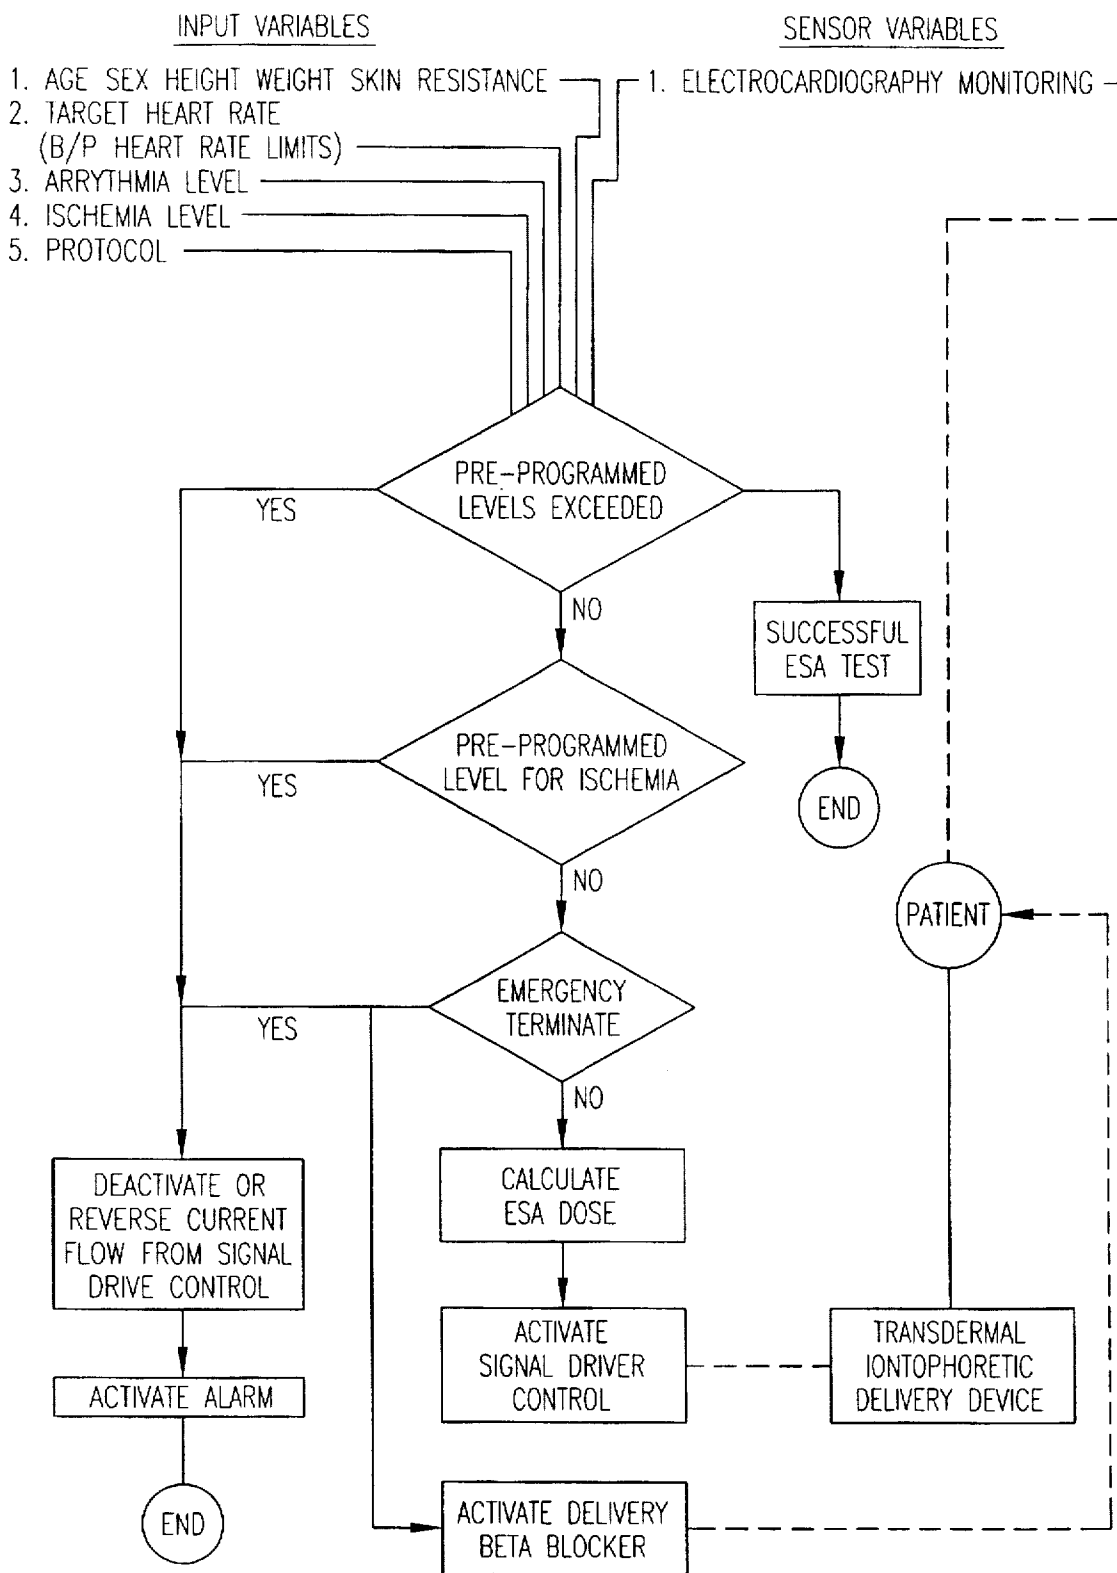 INPUT VARIABLES
SENSOR VARIABLES
1. AGE SEX HEIGHT WEIGHT SKIN RESISTANCE
1. ELECTROCARDIOGRAPHY MONITORING
2. TARGET HEART RATE
(B/P HEART RATE LIMITS)
3. ARRYTHMIA LEVEL
4. ISCHEMIA LEVEL
5. PROTOCOL
PRE-PROGRAMMED
LEVELS EXCEEDED
YES
NO
SUCCESSFUL
ESA TEST
PRE-PROGRAMMED
LEVEL FOR ISCHEMIA
YES
END
NO
PATIENT
EMERGENCY
TERMINATE
YES
NO
DEACTIVATE OR
REVERSE CURRENT
FLOW FROM SIGNAL
DRIVE CONTROL
CALCULATE
ESA DOSE
ACTIVATE
SIGNAL DRIVER
CONTROL
TRANSDERMAL
IONTOPHORETIC
DELIVERY DEVICE
ACTIVATE ALARM
END
ACTIVATE DELIVERY
BETA BLOCKER